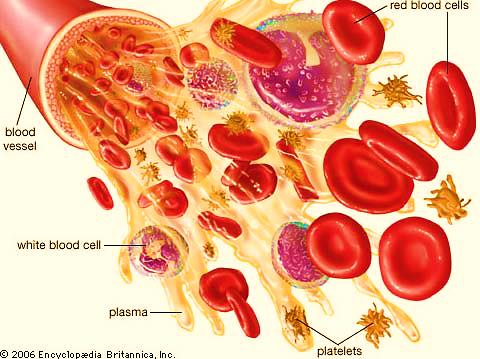 red blood cells
blood
vessel
white blood cell
plasma
platelets
© 2006 Encyclopædia Britannica, Inc.